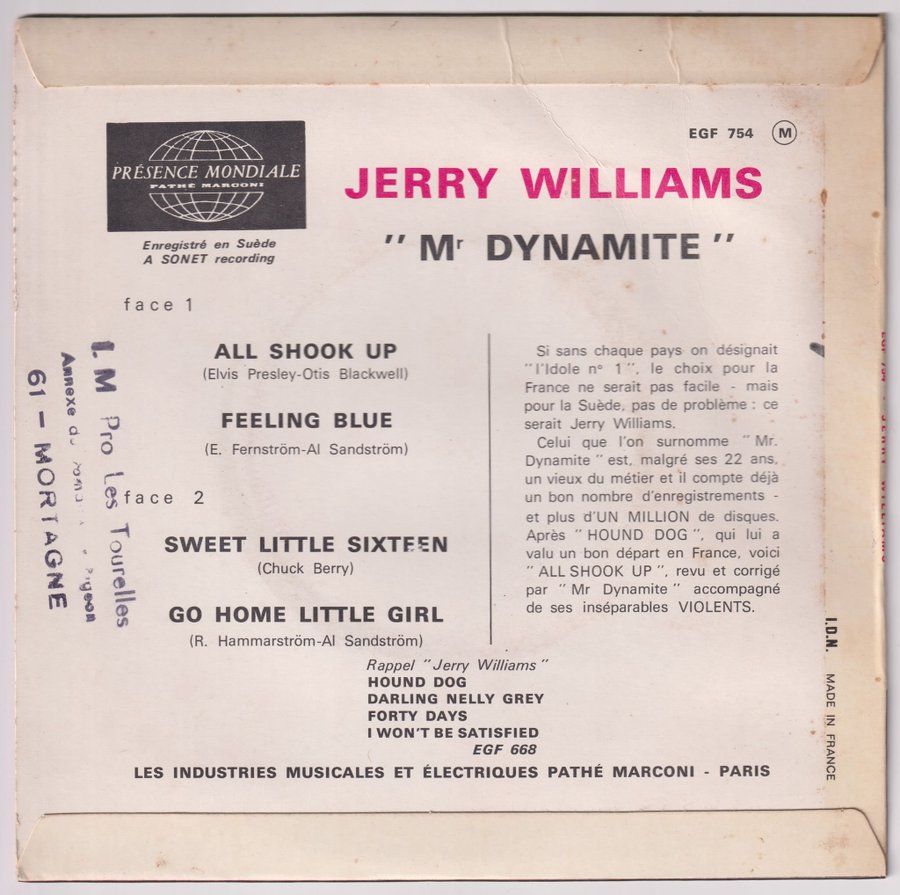 EGF 754 M
PRÉSENCE MONDIALE
PATHÉ MARCONI
JERRY WILLIAMS
" Mr DYNAMITE "
Enregistré en Suède
A SONET recording
face 1
ALL SHOOK UP
(Elvis Presley-Otis Blackwell)
FEELING BLUE
(E. Fernström-Al Sandström)
face 2
SWEET LITTLE SIXTEEN
(Chuck Berry)
GO HOME LITTLE GIRL
(R. Hammarström-Al Sandström)
Si sans chaque pays on désignait
"l'Idole no 1", le choix pour la
France ne serait pas facile - mais
pour la Suède, pas de problème : ce
serait Jerry Williams.
Celui que l'on surnomme "Mr.
Dynamite" est, malgré ses 22 ans,
un vieux du métier et il compte déjà
un bon nombre d'enregistrements -
et plus d'UN MILLION de disques.
Après "HOUND DOG", qui lui a
valu un bon départ en France, voici
"ALL SHOOK UP", revu et corrigé
par "Mr Dynamite" accompagné
de ses inséparables VIOLENTS.
Rappel "Jerry Williams"
HOUND DOG
DARLING NELLY GREY
FORTY DAYS
I WON'T BE SATISFIED
EGF 668
LES INDUSTRIES MUSICALES ET ÉLECTRIQUES PATHÉ MARCONI - PARIS
I.D.N. MADE IN FRANCE
I. M Pro Les Tourelles
Annexe du
61 - MORTAGNE
EGF 754 - JERRY WILLIAMS